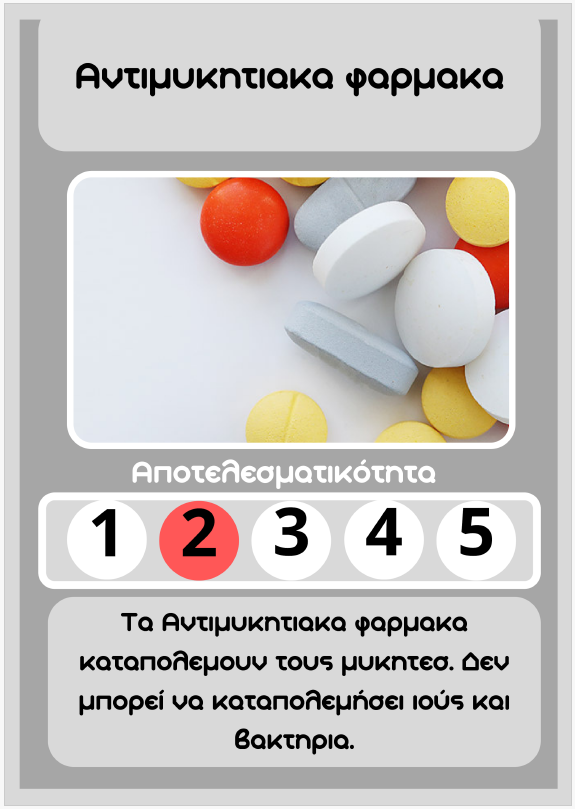 Αντιμυκητιακα φαρμακα
Αποτελεσματικότητα
1 2 3 4 5
Τα Αντιμυκητιακα φαρμακα
καταπολεμουν τους μυκητεσ. Δεν
μπορεί να καταπολεμήσει ιούς και
βακτηρια.